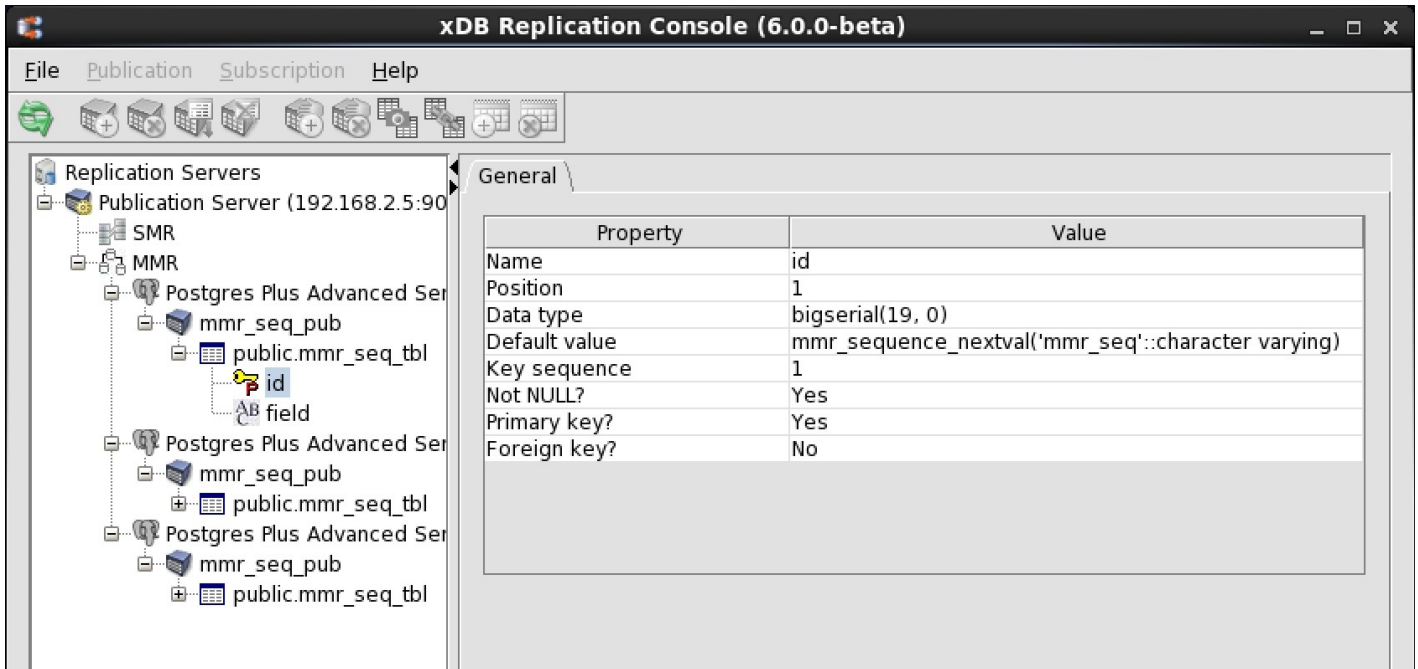 xDB Replication Console (6.0.0-beta)
File Publication Subscription Help
Replication Servers
Publication Server (192.168.2.5:90
SMR
MMR
Postgres Plus Advanced Ser
mmr_seq_pub
public.mmr_seq_tbl
id
ABC field
Postgres Plus Advanced Ser
mmr_seq_pub
public.mmr_seq_tbl
Postgres Plus Advanced Ser
mmr_seq_pub
public.mmr_seq_tbl
General
Property Value
Name id
Position 1
Data type bigserial(19, 0)
Default value mmr_sequence_nextval('mmr_seq'::character varying)
Key sequence 1
Not NULL? Yes
Primary key? Yes
Foreign key? No